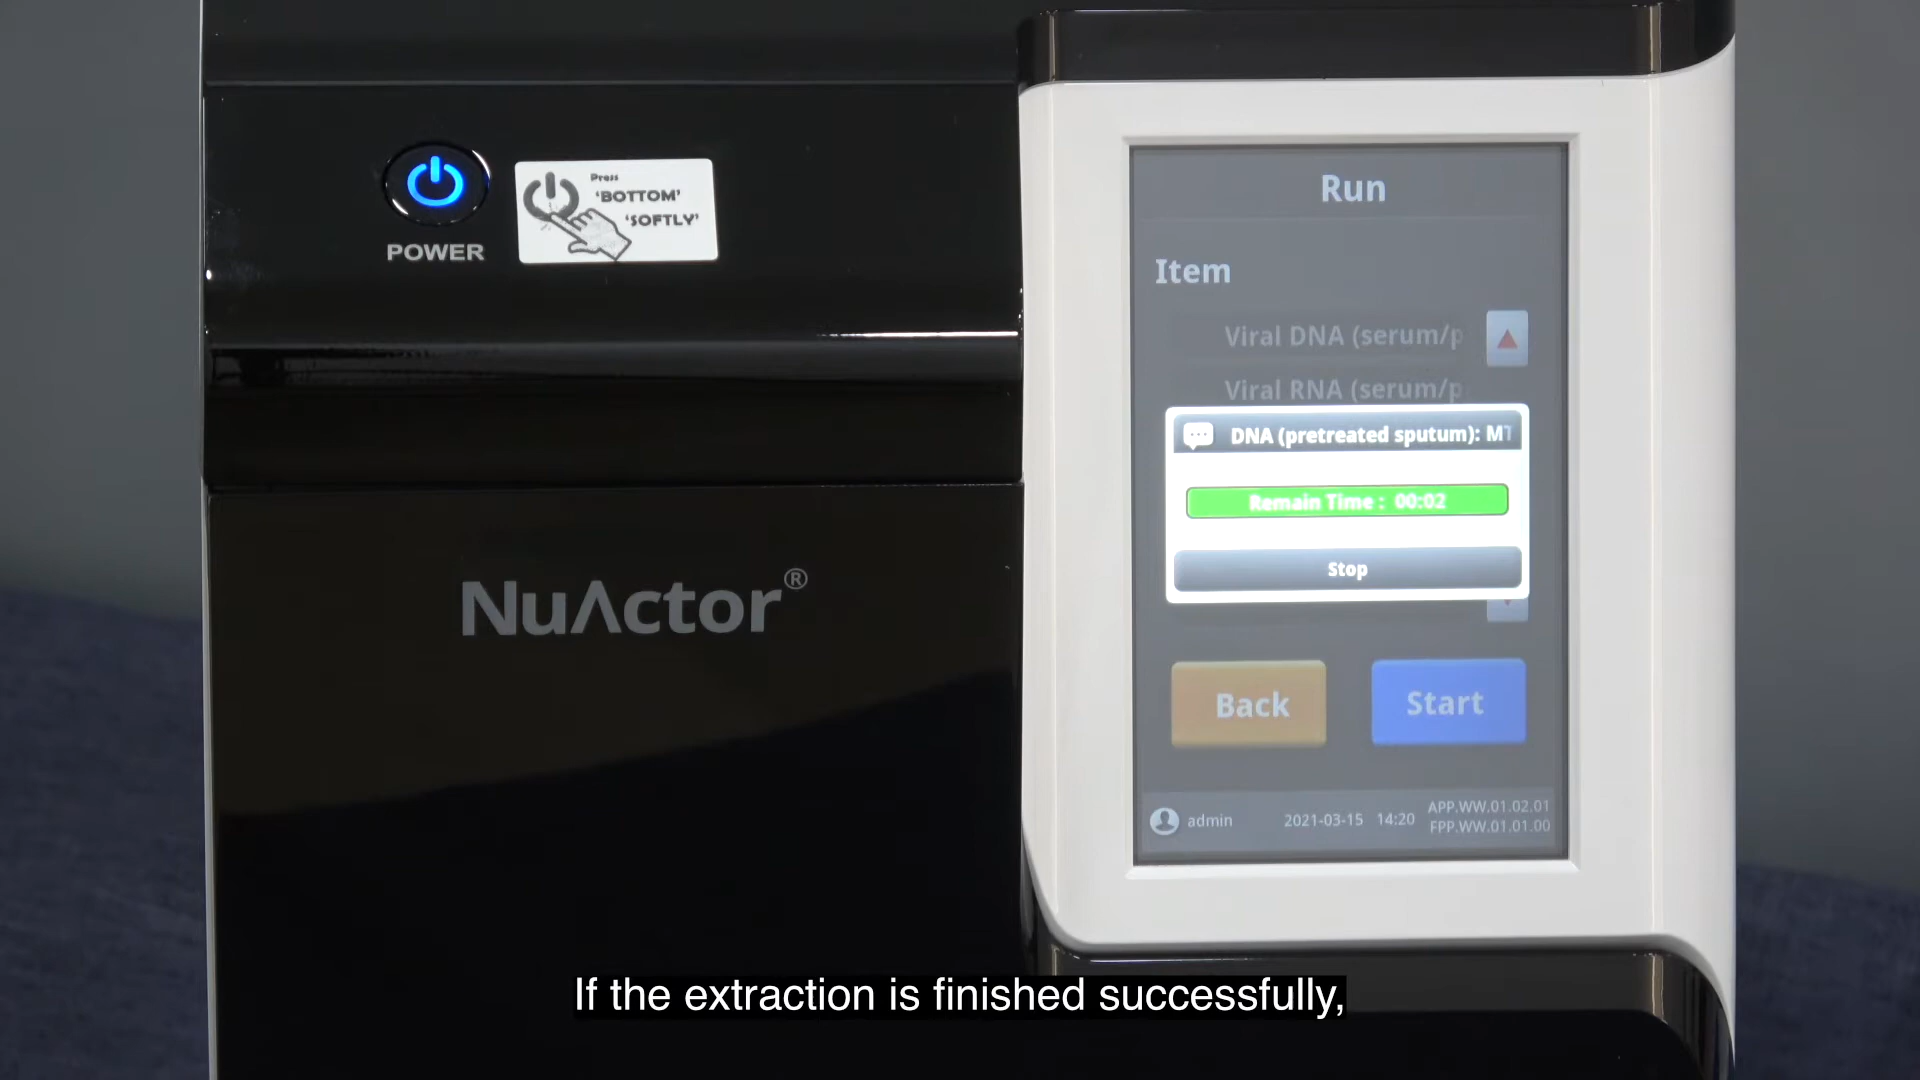 Press
'BOTTOM'
'SOFTLY'
POWER
NuΛctor®
Run
Item
Viral DNA (serum/p
Viral RNA (serum/p
DNA (pretreated sputum): MT
Remain Time : 00:02
Stop
Back
Start
admin 2021-03-15 14:20 APP.WW.01.02.01
FPP.WW.01.01.00
If the extraction is finished successfully,